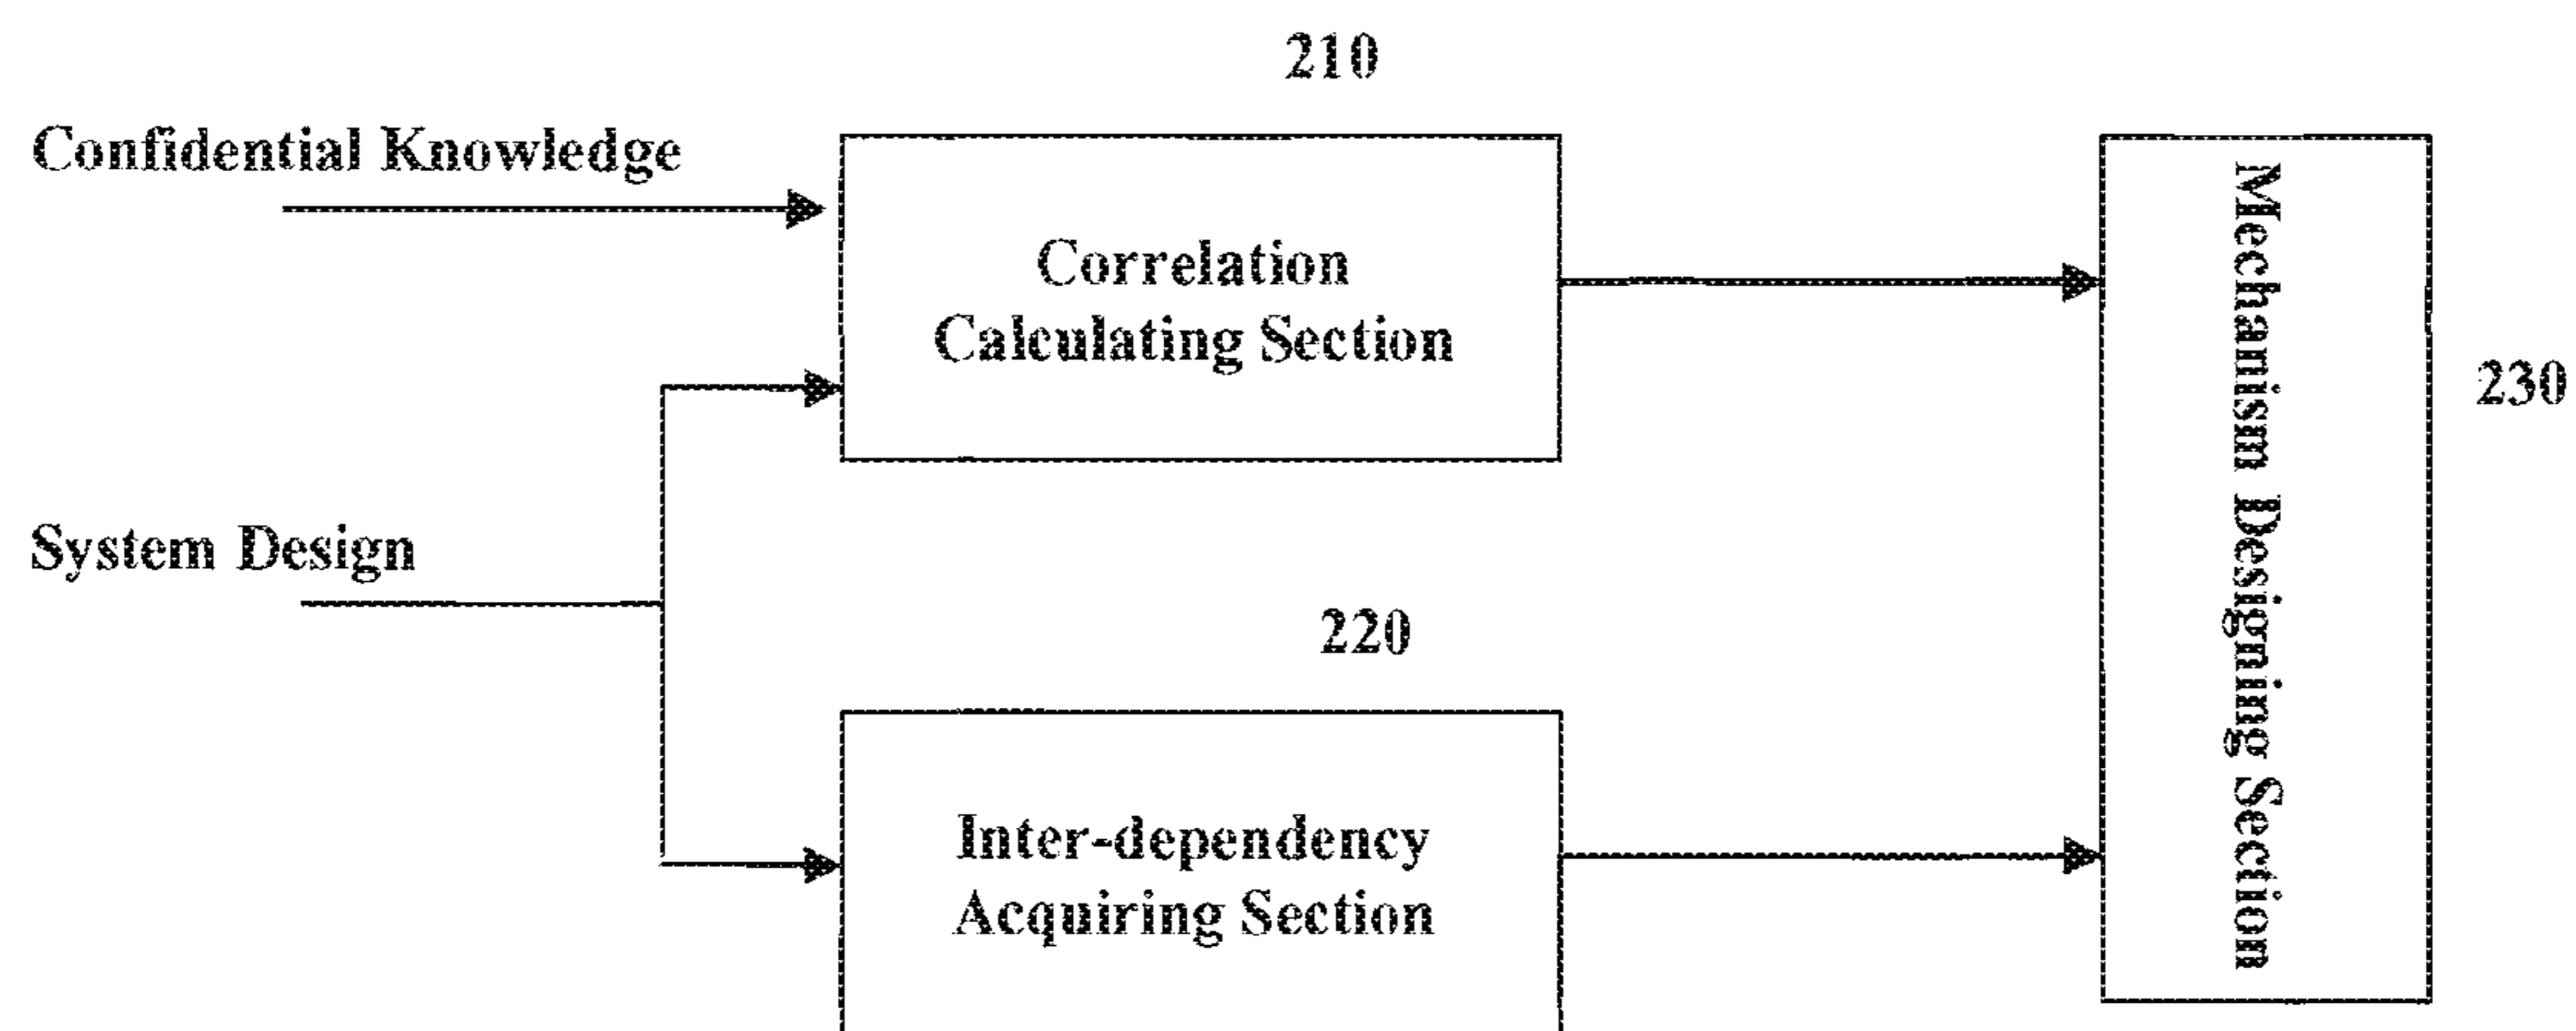 210
Confidential Knowledge
Correlation
Calculating Section
Mechanism Designing Section
230
System Design
220
Inter-dependency
Acquiring Section